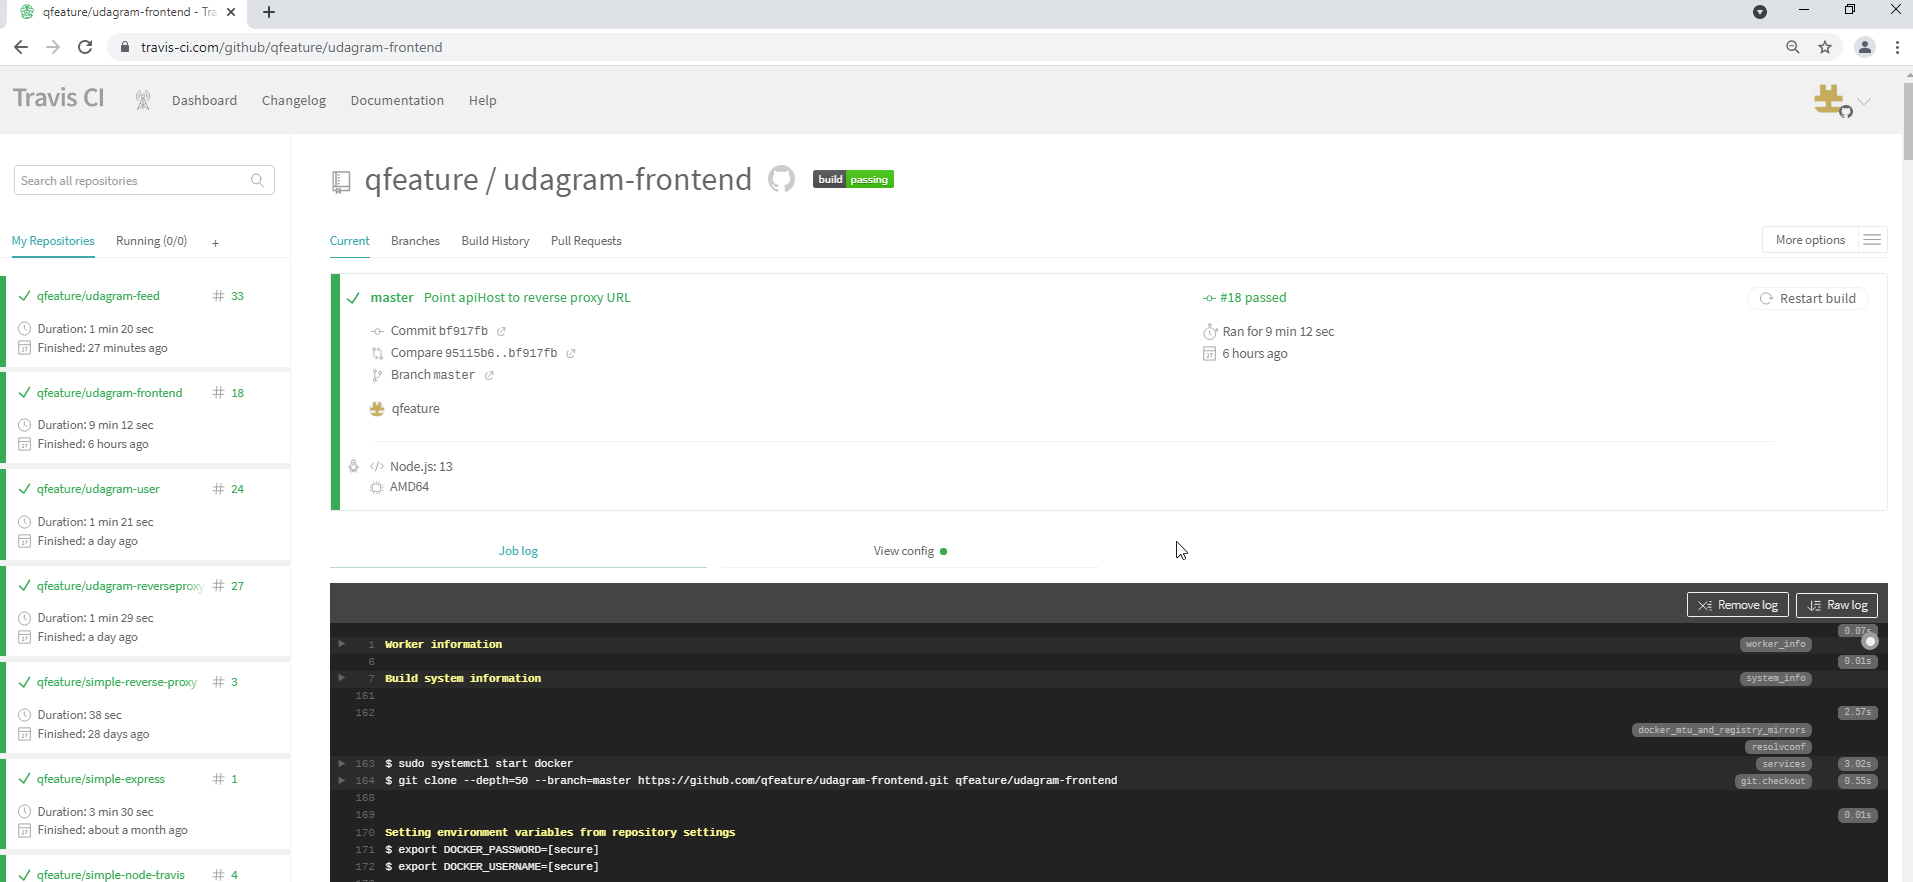 qfeature/udagram-frontend - Tra
travis-ci.com/github/qfeature/udagram-frontend
Travis CI
Dashboard
Changelog
Documentation
Help
Search all repositories
My Repositories
Running (0/0)
+
qfeature/udagram-feed # 33
Duration: 1 min 20 sec
Finished: 27 minutes ago
qfeature/udagram-frontend # 18
Duration: 9 min 12 sec
Finished: 6 hours ago
qfeature/udagram-user # 24
Duration: 1 min 21 sec
Finished: a day ago
qfeature/udagram-reverseproxy # 27
Duration: 1 min 29 sec
Finished: a day ago
qfeature/simple-reverse-proxy # 3
Duration: 38 sec
Finished: 28 days ago
qfeature/simple-express # 1
Duration: 3 min 30 sec
Finished: about a month ago
qfeature/simple-node-travis # 4
qfeature / udagram-frontend
build passing
Current
Branches
Build History
Pull Requests
More options
master Point apiHost to reverse proxy URL
#18 passed
Restart build
Commit bf917fb
Ran for 9 min 12 sec
Compare 95115b6..bf917fb
6 hours ago
Branch master
qfeature
</> Node.js: 13
AMD64
Job log
View config
Remove log
Raw log
0.07s
1 Worker information worker_info
6 0.01s
7 Build system information system_info
161
162 2.57s
docker_mtu_and_registry_mirrors
resolvconf
163 $ sudo systemctl start docker services 3.02s
164 $ git clone --depth=50 --branch=master https://github.com/qfeature/udagram-frontend.git qfeature/udagram-frontend git.checkout 0.55s
168
169 0.01s
170 Setting environment variables from repository settings
171 $ export DOCKER_PASSWORD=[secure]
172 $ export DOCKER_USERNAME=[secure]